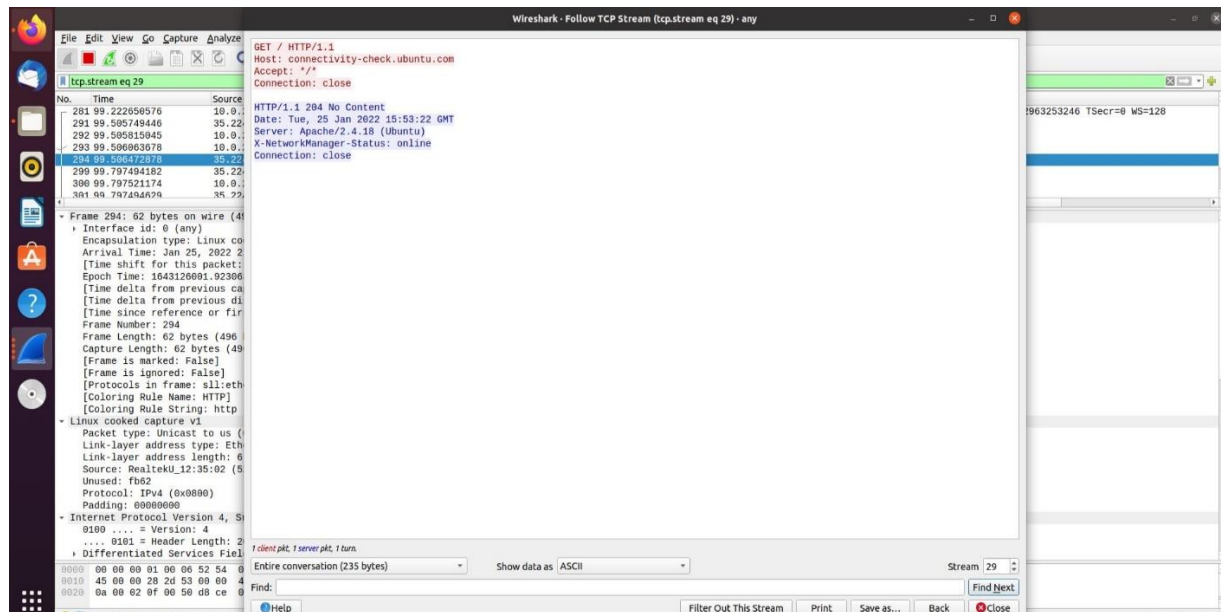 Wireshark · Follow TCP Stream (tcp.stream eq 29) · any
File Edit View Go Capture Analyze
tcp.stream eq 29
No. Time Source
281 99.222650576 10.0.
291 99.505749446 35.22
292 99.505815045 10.0.
293 99.506063678 10.0.
294 99.506472878 35.22
299 99.797494182 35.22
300 99.797521174 10.0.
301 99.797494629 35.22
2963253246 TSecr=0 WS=128
GET / HTTP/1.1
Host: connectivity-check.ubuntu.com
Accept: */*
Connection: close
HTTP/1.1 204 No Content
Date: Tue, 25 Jan 2022 15:53:22 GMT
Server: Apache/2.4.18 (Ubuntu)
X-NetworkManager-Status: online
Connection: close
Frame 294: 62 bytes on wire (49
Interface id: 0 (any)
Encapsulation type: Linux co
Arrival Time: Jan 25, 2022 2
[Time shift for this packet:
Epoch Time: 1643126001.92306
[Time delta from previous ca
[Time delta from previous di
[Time since reference or fir
Frame Number: 294
Frame Length: 62 bytes (496
Capture Length: 62 bytes (49
[Frame is marked: False]
[Frame is ignored: False]
[Protocols in frame: sll:eth
[Coloring Rule Name: HTTP]
[Coloring Rule String: http
Linux cooked capture v1
Packet type: Unicast to us (
Link-layer address type: Eth
Link-layer address length: 6
Source: RealtekU_12:35:02 (5
Unused: fb62
Protocol: IPv4 (0x0800)
Padding: 00000000
Internet Protocol Version 4, S
0100 .... = Version: 4
.... 0101 = Header Length: 2
Differentiated Services Fiel
0000 00 00 00 01 00 06 52 54 0
0010 45 00 00 28 2d 53 00 00 4
0020 0a 00 02 0f 00 50 d8 ce 0
1 client pkt, 1 server pkt, 1 turn.
Entire conversation (235 bytes) Show data as ASCII Stream 29
Find: Find Next
Help Filter Out This Stream Print Save as... Back Close